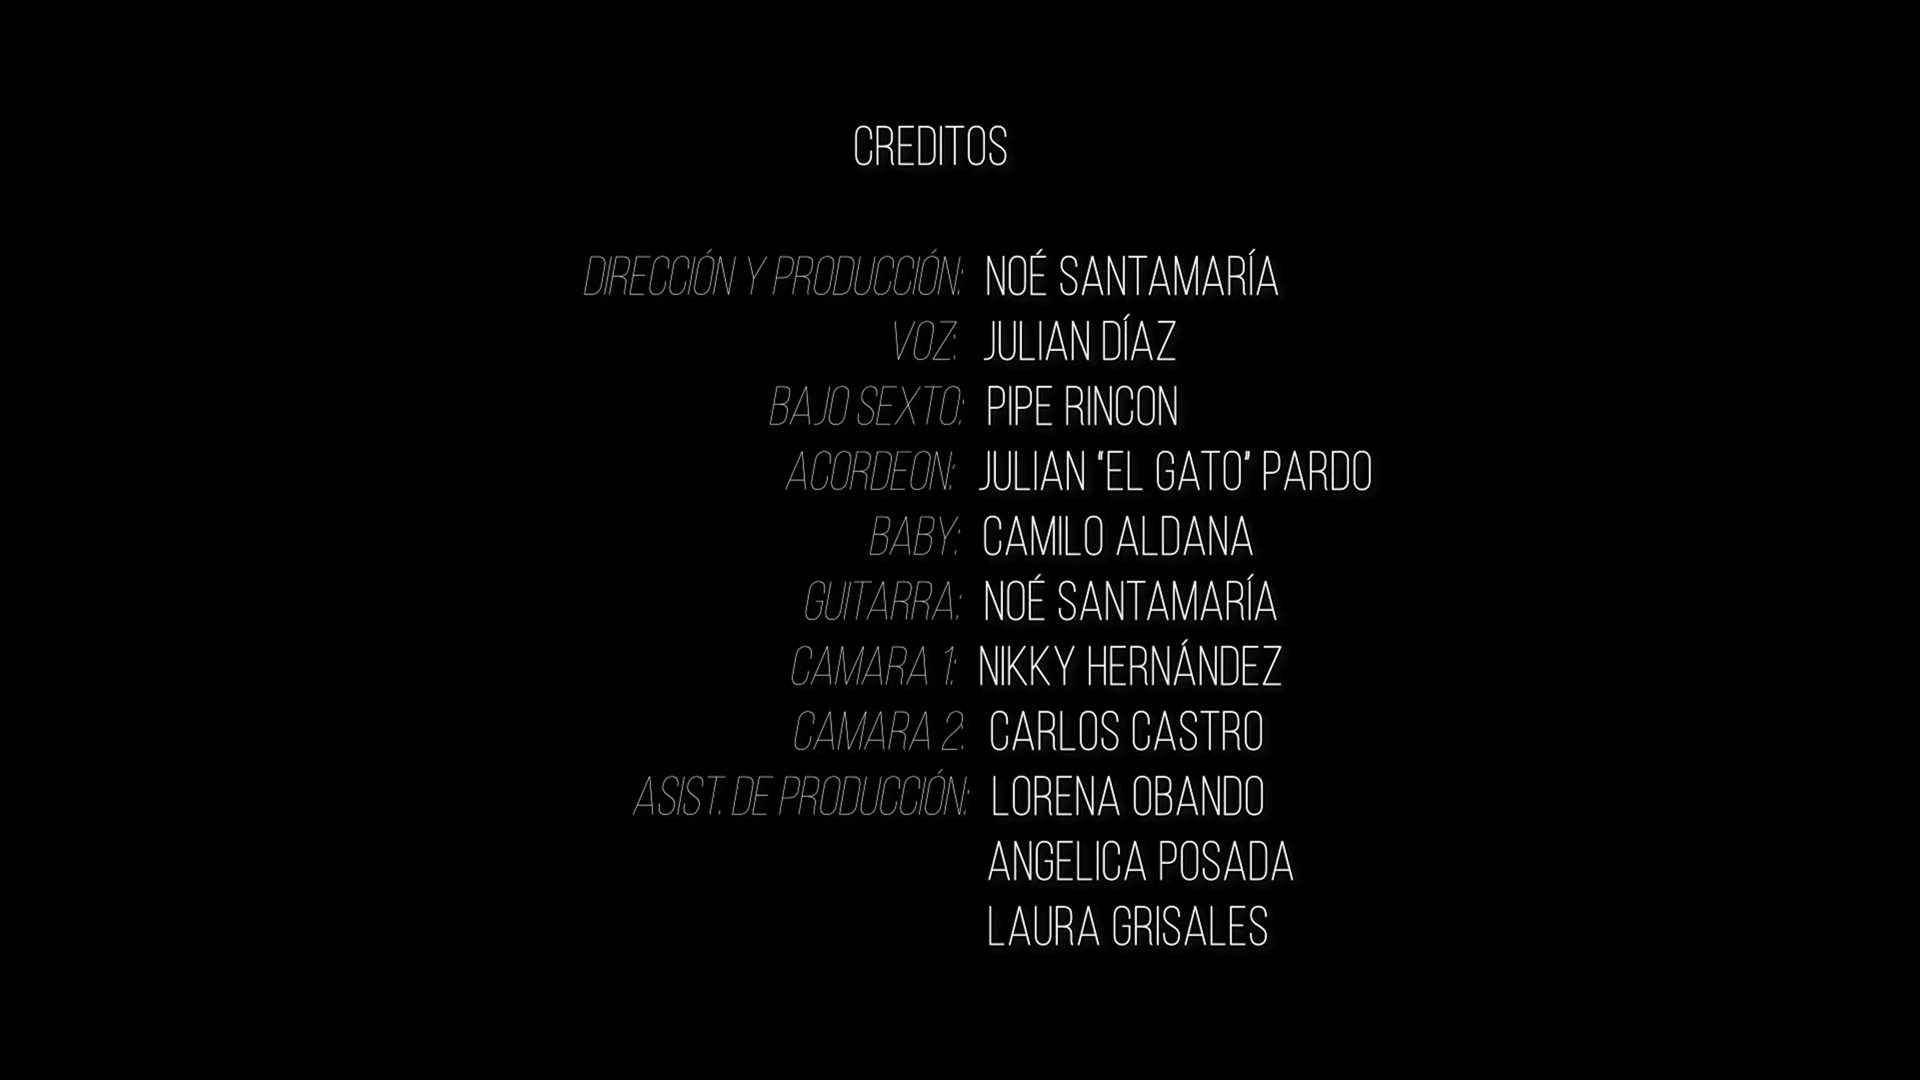 CREDITOS
DIRECCIÓN Y PRODUCCIÓN: NOÉ SANTAMARÍA
VOZ: JULIAN DÍAZ
BAJO SEXTO: PIPE RINCON
ACORDEON: JULIAN “EL GATO” PARDO
BABY: CAMILO ALDANA
GUITARRA: NOÉ SANTAMARÍA
CAMARA 1: NIKKY HERNÁNDEZ
CAMARA 2: CARLOS CASTRO
ASIST. DE PRODUCCIÓN: LORENA OBANDO
ANGELICA POSADA
LAURA GRISALES